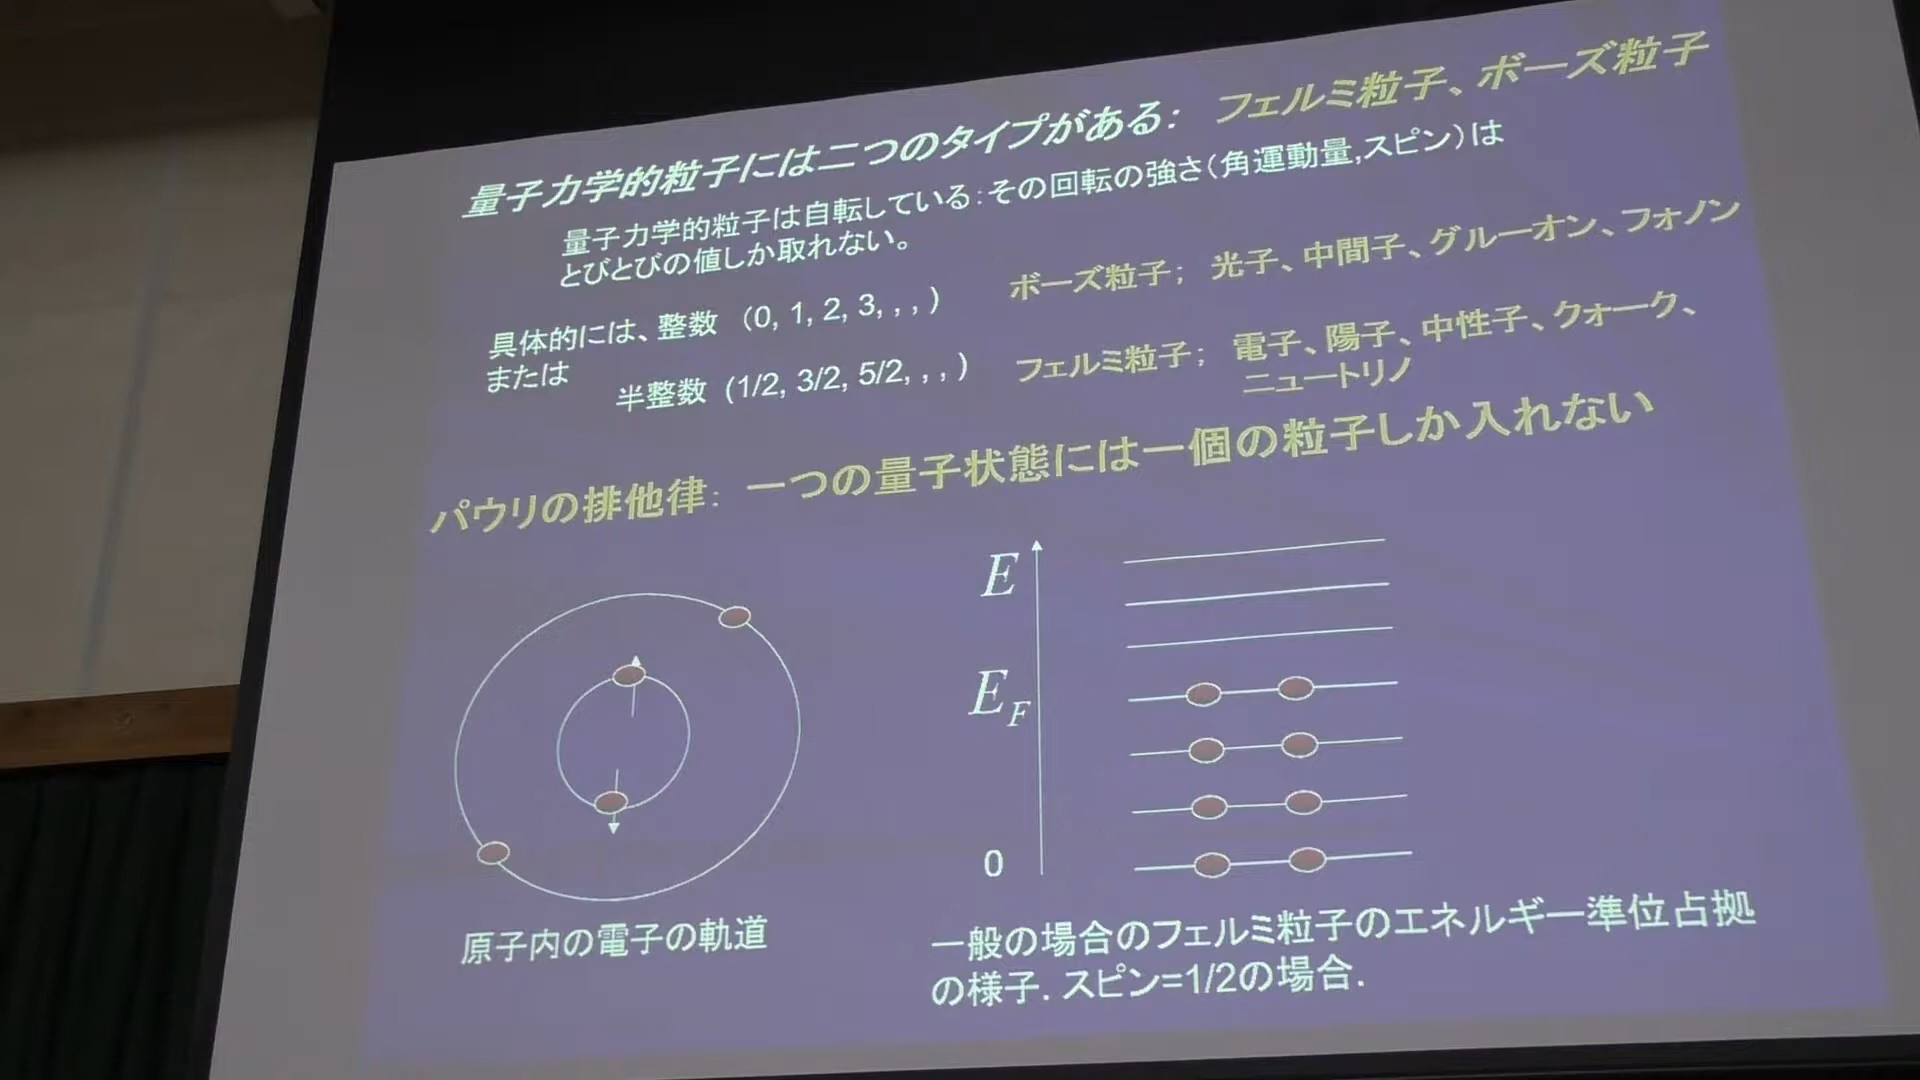 量子力学的粒子には二つのタイプがある: フェルミ粒子、ボーズ粒子
量子力学的粒子は自転している:その回転の強さ(角運動量,スピン)は
とびとびの値しか取れない。
具体的には、整数 (0, 1, 2, 3, , , ) ボーズ粒子; 光子、中間子、グルーオン、フォノン
または
半整数 (1/2, 3/2, 5/2, , , ) フェルミ粒子; 電子、陽子、中性子、クォーク、
ニュートリノ
パウリの排他律: 一つの量子状態には一個の粒子しか入れない
E
E_F
0
原子内の電子の軌道
一般の場合のフェルミ粒子のエネルギー準位占拠
の様子. スピン=1/2の場合.